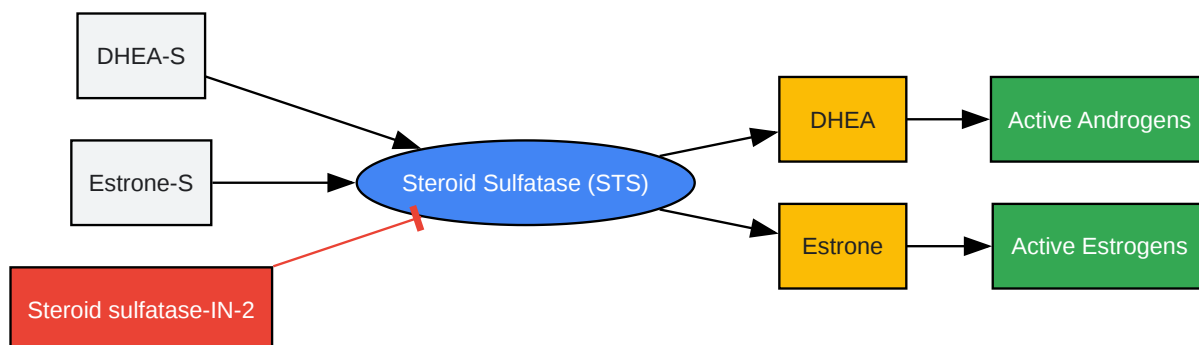 DHEA-S
Estrone-S
Steroid sulfatase-IN-2
Steroid Sulfatase (STS)
DHEA
Estrone
Active Androgens
Active Estrogens